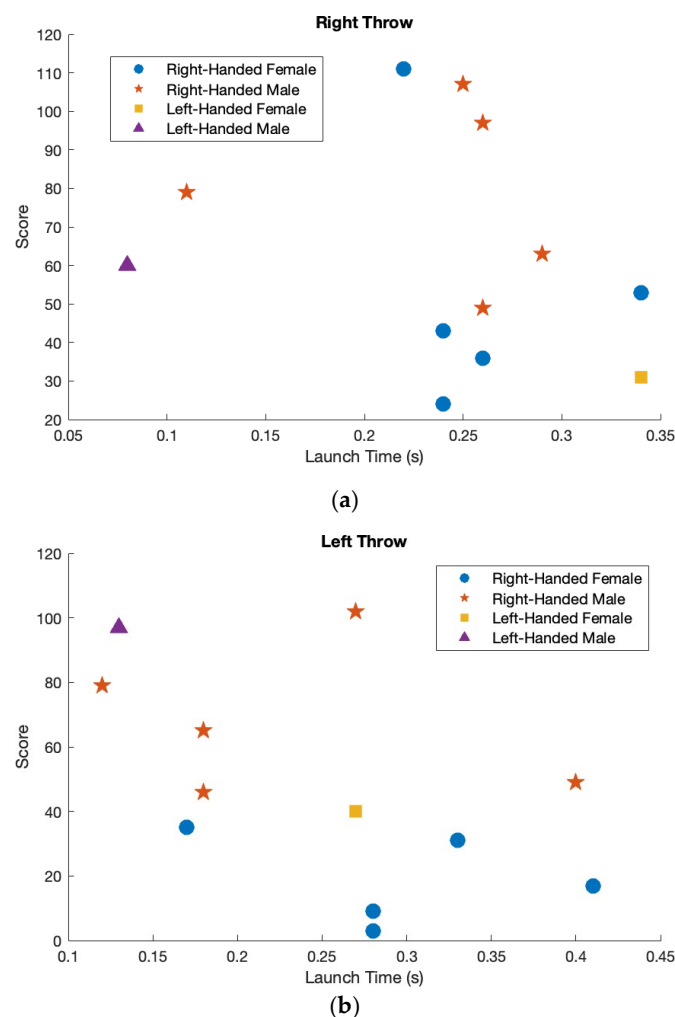 Right Throw
120
110
100
90
80
70
60
50
40
30
20
Score
Right-Handed Female
Right-Handed Male
Left-Handed Female
Left-Handed Male
0.05 0.1 0.15 0.2 0.25 0.3 0.35
Launch Time (s)
(a)
Left Throw
120
100
80
60
40
20
0
Score
Right-Handed Female
Right-Handed Male
Left-Handed Female
Left-Handed Male
0.1 0.15 0.2 0.25 0.3 0.35 0.4 0.45
Launch Time (s)
(b)